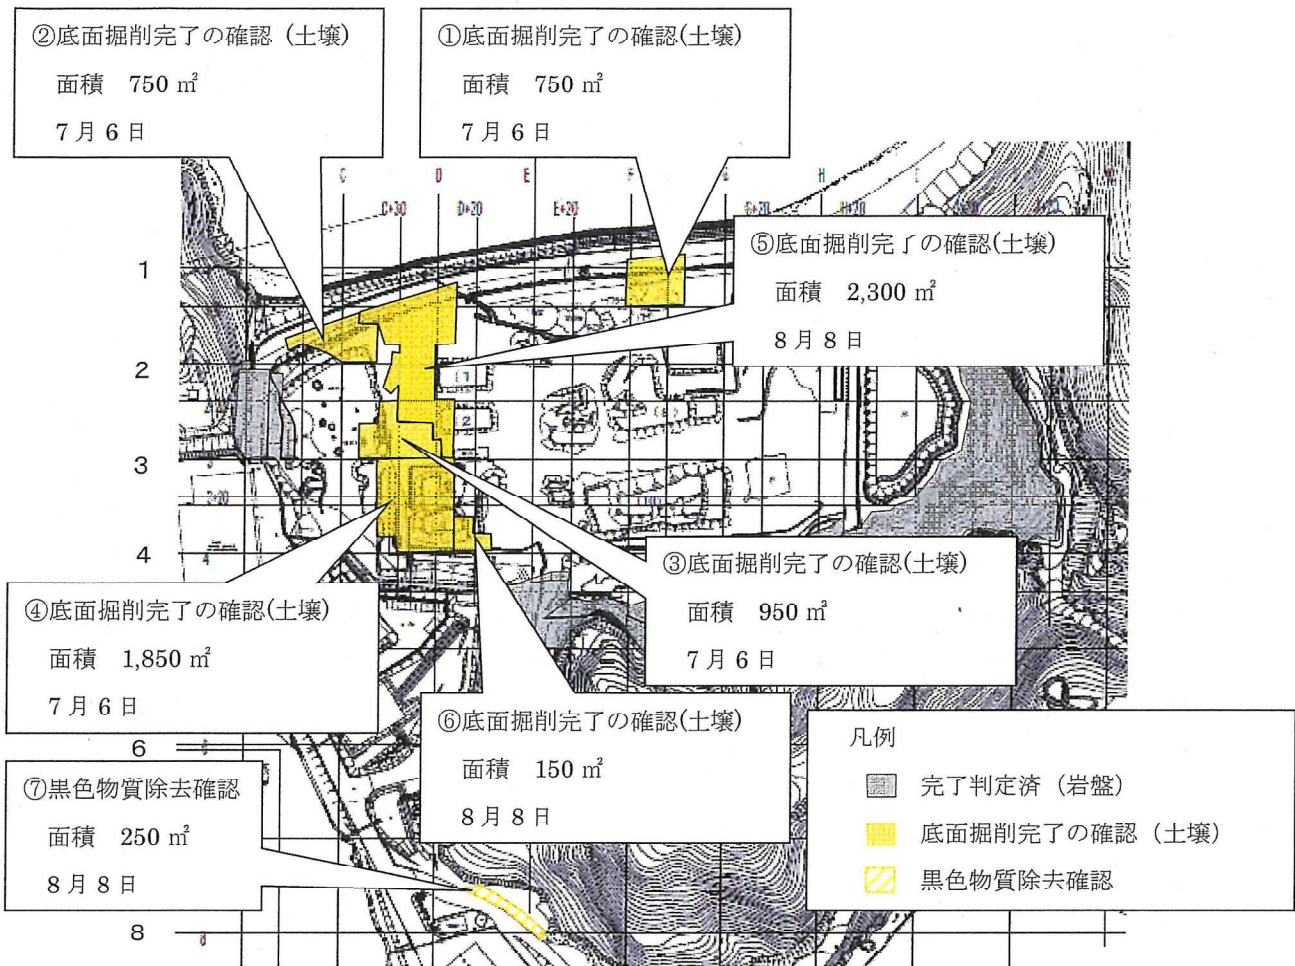 ②底面掘削完了の確認（土壌）
面積　750 ㎡
7 月 6 日
①底面掘削完了の確認(土壌)
面積　750 ㎡
7 月 6 日
C
D
E
F
H
C+30
D+20
E+20
G+20
H+20
⑤底面掘削完了の確認(土壌)
面積　2,300 ㎡
8 月 8 日
1
2
3
4
2
3
4
③底面掘削完了の確認(土壌)
面積　950 ㎡
7 月 6 日
④底面掘削完了の確認(土壌)
面積　1,850 ㎡
7 月 6 日
⑥底面掘削完了の確認(土壌)
面積　150 ㎡
8 月 8 日
6
⑦黒色物質除去確認
面積　250 ㎡
8 月 8 日
8
凡例
完了判定済（岩盤）
底面掘削完了の確認（土壌）
黒色物質除去確認